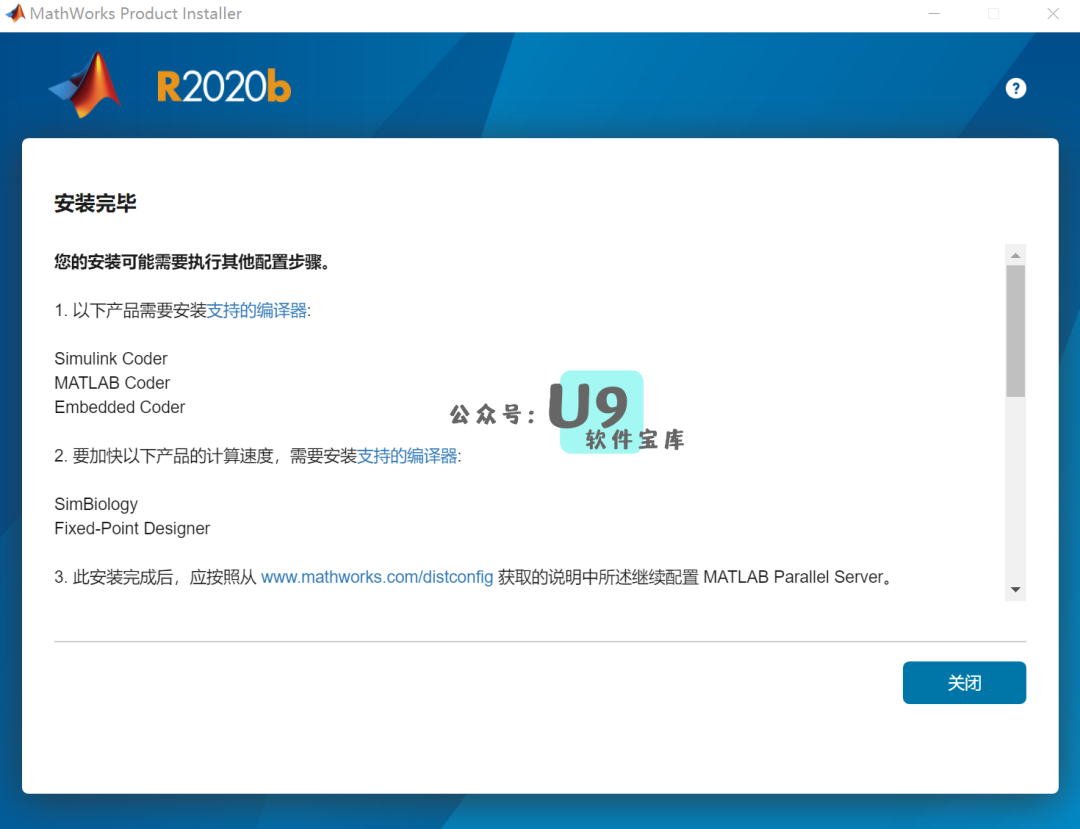 MathWorks Product Installer
R2020b
?
安装完毕
您的安装可能需要执行其他配置步骤。
1. 以下产品需要安装支持的编译器:
Simulink Coder
MATLAB Coder
Embedded Coder
公众号: U9
软件宝库
2. 要加快以下产品的计算速度，需要安装支持的编译器:
SimBiology
Fixed-Point Designer
3. 此安装完成后，应按照从 www.mathworks.com/distconfig 获取的说明中所述继续配置 MATLAB Parallel Server。
关闭